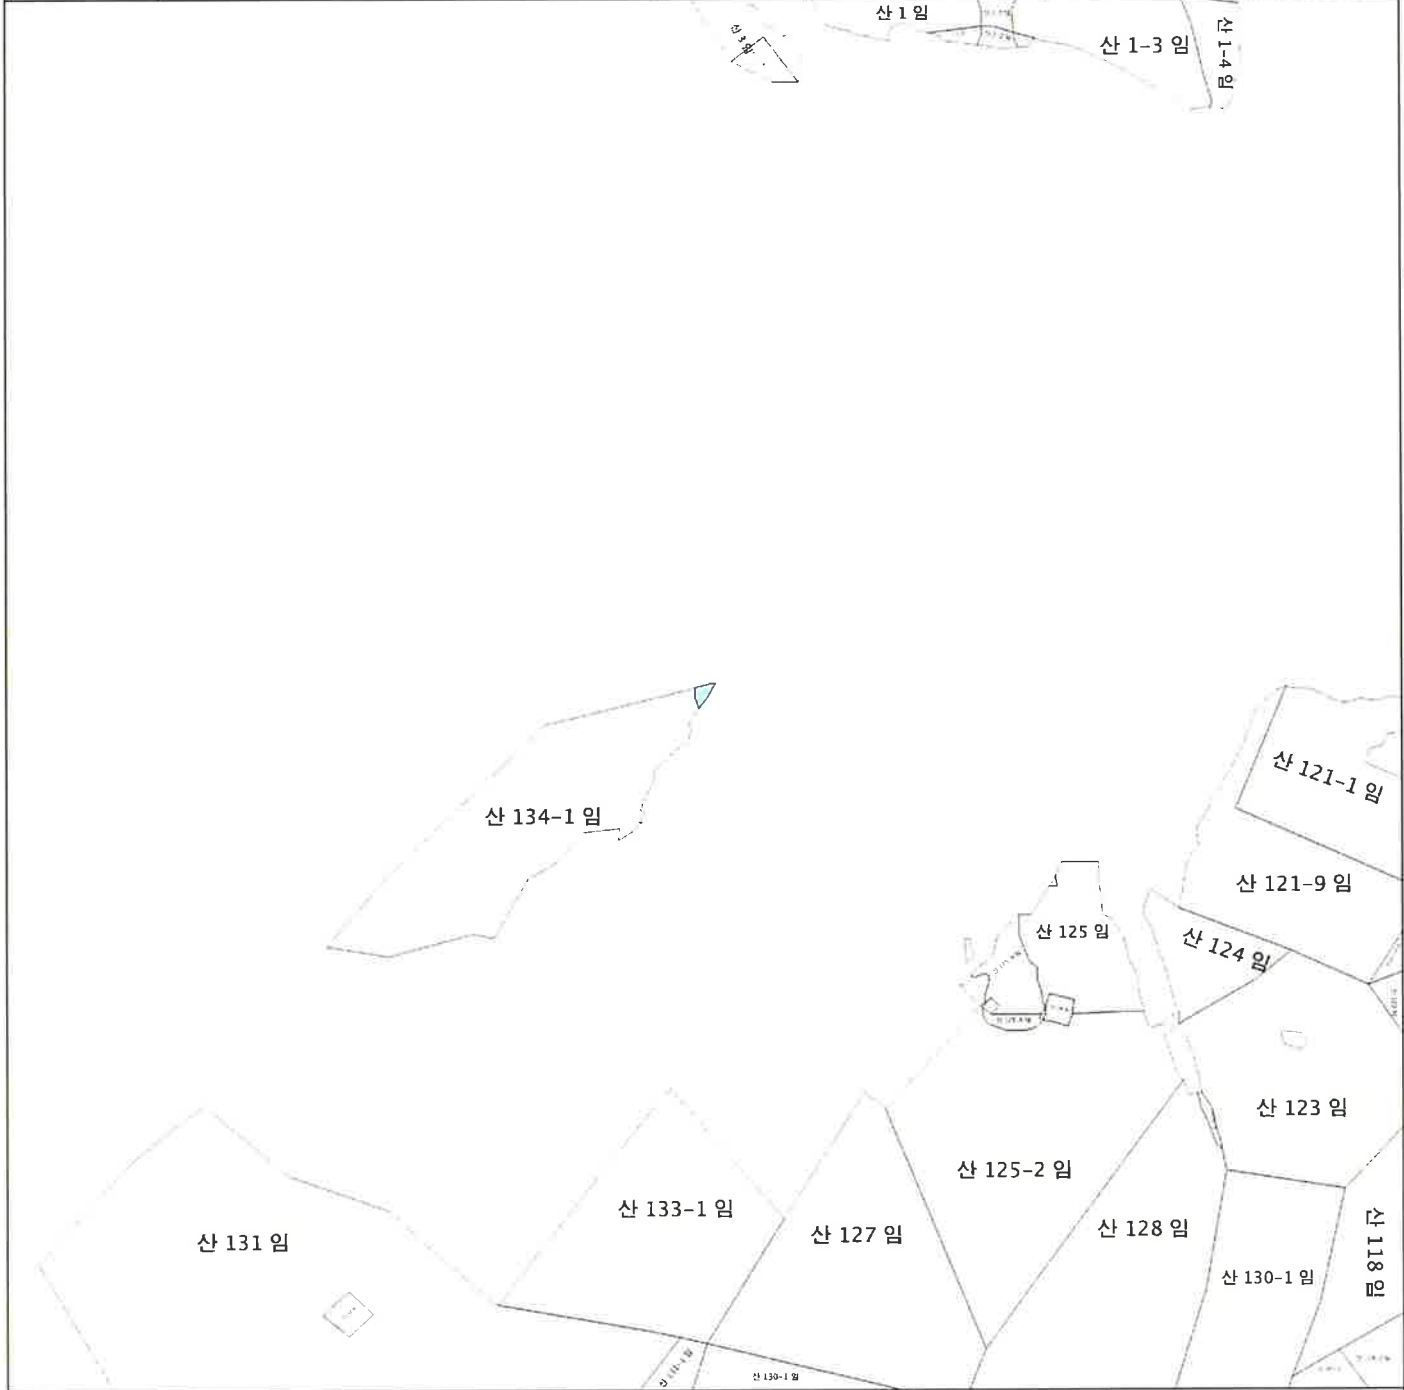 산 1 임
산 3 임
산 1-3 임
산 1-4 임
산 121-1 임
산 134-1 임
산 121-9 임
산 125 임
산 124 임
산 123 임
산 125-2 임
산 133-1 임
산 127 임
산 128 임
산 131 임
산 118 임
산 130-1 임
산 130-1 임